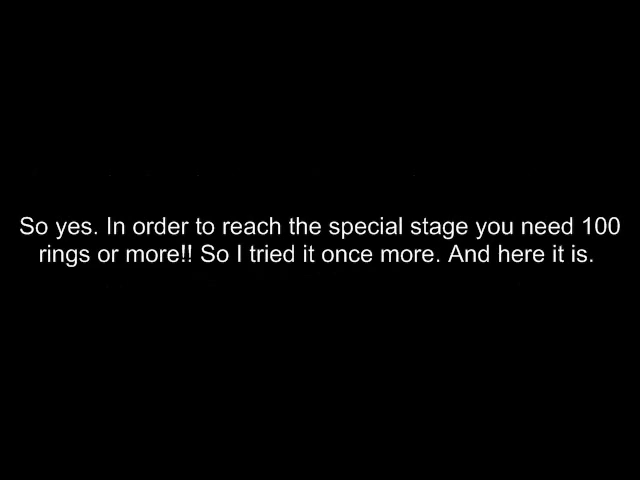 So yes. In order to reach the special stage you need 100
rings or more!! So I tried it once more. And here it is.